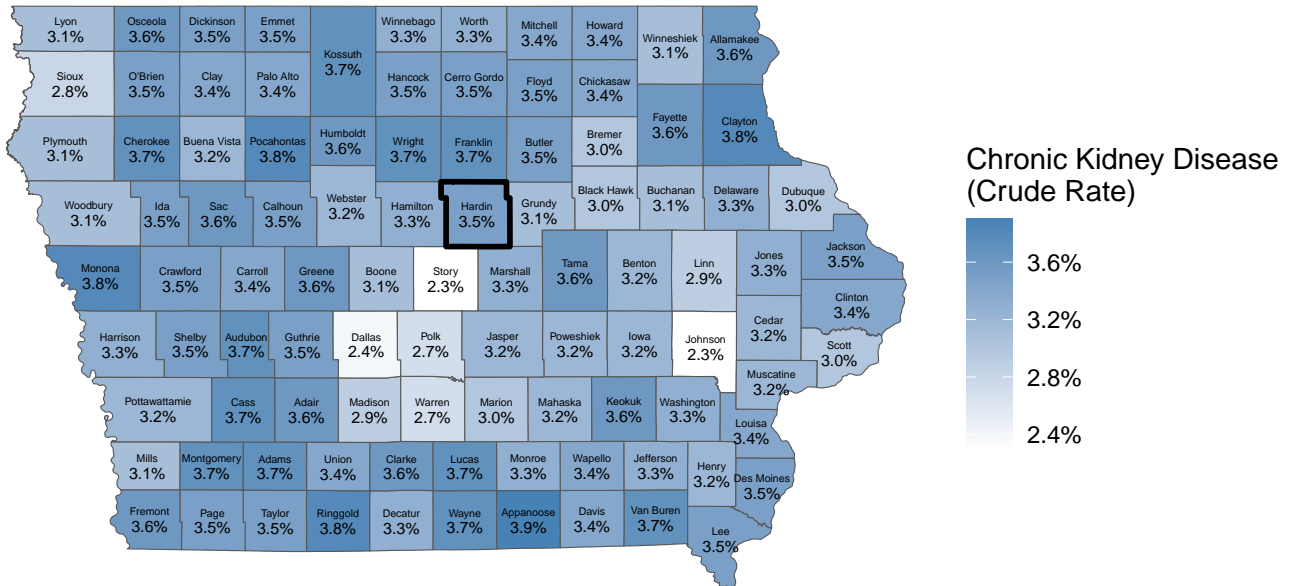 Lyon
3.1%
Osceola
3.6%
Dickinson
3.5%
Emmet
3.5%
Kossuth
3.7%
Winnebago
3.3%
Worth
3.3%
Mitchell
3.4%
Howard
3.4%
Winneshiek
3.1%
Allamakee
3.6%
Sioux
2.8%
O'Brien
3.5%
Clay
3.4%
Palo Alto
3.4%
Hancock
3.5%
Cerro Gordo
3.5%
Floyd
3.5%
Chickasaw
3.4%
Fayette
3.6%
Clayton
3.8%
Plymouth
3.1%
Cherokee
3.7%
Buena Vista
3.2%
Pocahontas
3.8%
Humboldt
3.6%
Wright
3.7%
Franklin
3.7%
Butler
3.5%
Bremer
3.0%
Woodbury
3.1%
Ida
3.5%
Sac
3.6%
Calhoun
3.5%
Webster
3.2%
Hamilton
3.3%
Hardin
3.5%
Grundy
3.1%
Black Hawk
3.0%
Buchanan
3.1%
Delaware
3.3%
Dubuque
3.0%
Monona
3.8%
Crawford
3.5%
Carroll
3.4%
Greene
3.6%
Boone
3.1%
Story
2.3%
Marshall
3.3%
Tama
3.6%
Benton
3.2%
Linn
2.9%
Jones
3.3%
Jackson
3.5%
Clinton
3.4%
Harrison
3.3%
Shelby
3.5%
Audubon
3.7%
Guthrie
3.5%
Dallas
2.4%
Polk
2.7%
Jasper
3.2%
Poweshiek
3.2%
Iowa
3.2%
Johnson
2.3%
Cedar
3.2%
Scott
3.0%
Muscatine
3.2%
Pottawattamie
3.2%
Cass
3.7%
Adair
3.6%
Madison
2.9%
Warren
2.7%
Marion
3.0%
Mahaska
3.2%
Keokuk
3.6%
Washington
3.3%
Louisa
3.4%
Mills
3.1%
Montgomery
3.7%
Adams
3.7%
Union
3.4%
Clarke
3.6%
Lucas
3.7%
Monroe
3.3%
Wapello
3.4%
Jefferson
3.3%
Henry
3.2%
Des Moines
3.5%
Fremont
3.6%
Page
3.5%
Taylor
3.5%
Ringgold
3.8%
Decatur
3.3%
Wayne
3.7%
Appanoose
3.9%
Davis
3.4%
Van Buren
3.7%
Lee
3.5%
Chronic Kidney Disease
(Crude Rate)
3.6%
3.2%
2.8%
2.4%